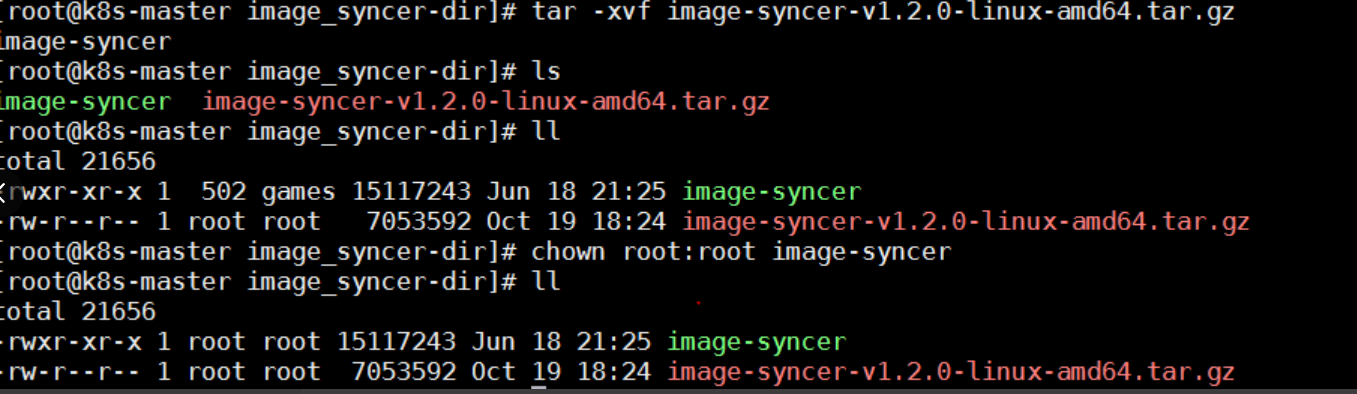 [root@k8s-master image_syncer-dir]# tar -xvf image-syncer-v1.2.0-linux-amd64.tar.gz
image-syncer
[root@k8s-master image_syncer-dir]# ls
image-syncer  image-syncer-v1.2.0-linux-amd64.tar.gz
[root@k8s-master image_syncer-dir]# ll
total 21656
-rwxr-xr-x 1  502 games 15117243 Jun 18 21:25 image-syncer
-rw-r--r-- 1 root root   7053592 Oct 19 18:24 image-syncer-v1.2.0-linux-amd64.tar.gz
[root@k8s-master image_syncer-dir]# chown root:root image-syncer
[root@k8s-master image_syncer-dir]# ll
total 21656
-rwxr-xr-x 1 root root 15117243 Jun 18 21:25 image-syncer
-rw-r--r-- 1 root root  7053592 Oct 19 18:24 image-syncer-v1.2.0-linux-amd64.tar.gz